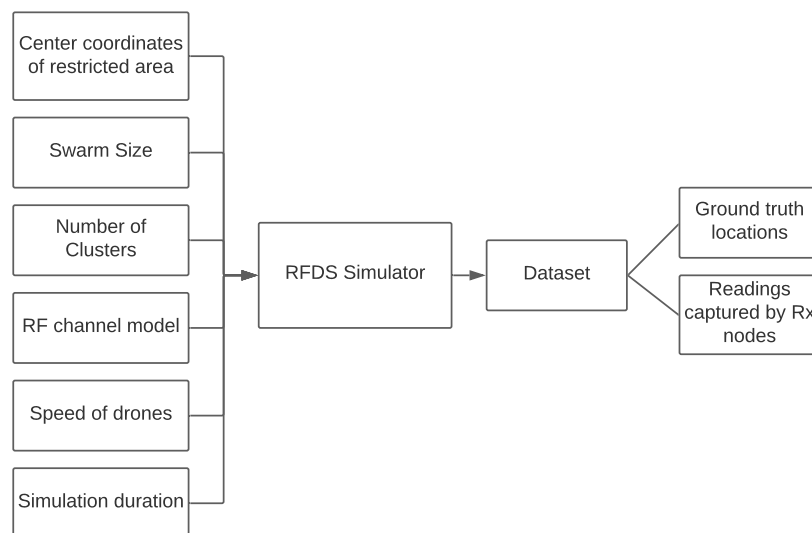 Center coordinates
of restricted area
Swarm Size
Number of
Clusters
RF channel model
Speed of drones
Simulation duration
RFDS Simulator
Dataset
Ground truth
locations
Readings
captured by Rx
nodes